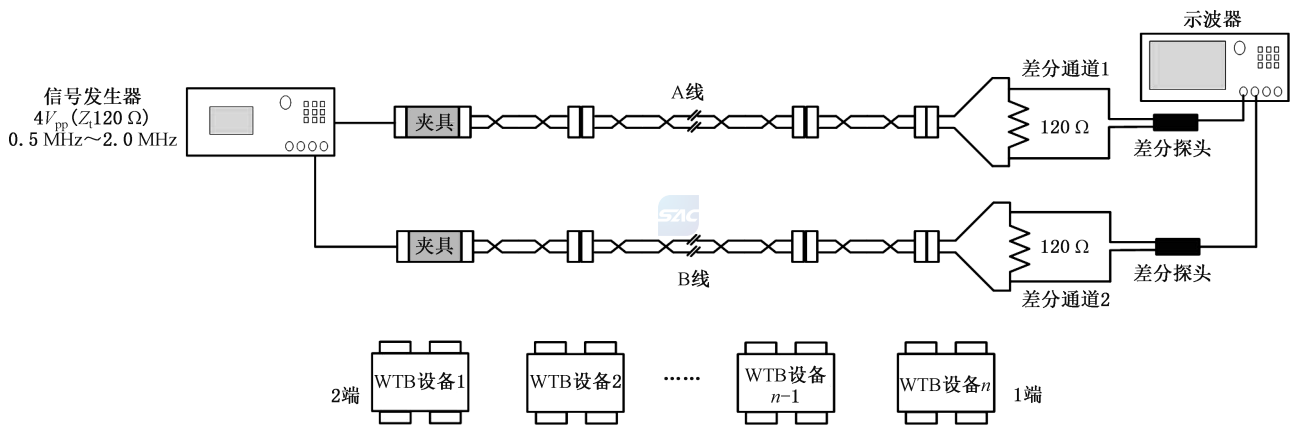 示波器
差分通道1
信号发生器
4Vpp(Zt120 Ω)
0.5 MHz～2.0 MHz
夹具
A线
120 Ω
差分探头
SAC
夹具
B线
120 Ω
差分探头
差分通道2
2端
WTB设备1
WTB设备2
……
WTB设备
n-1
WTB设备n
1端